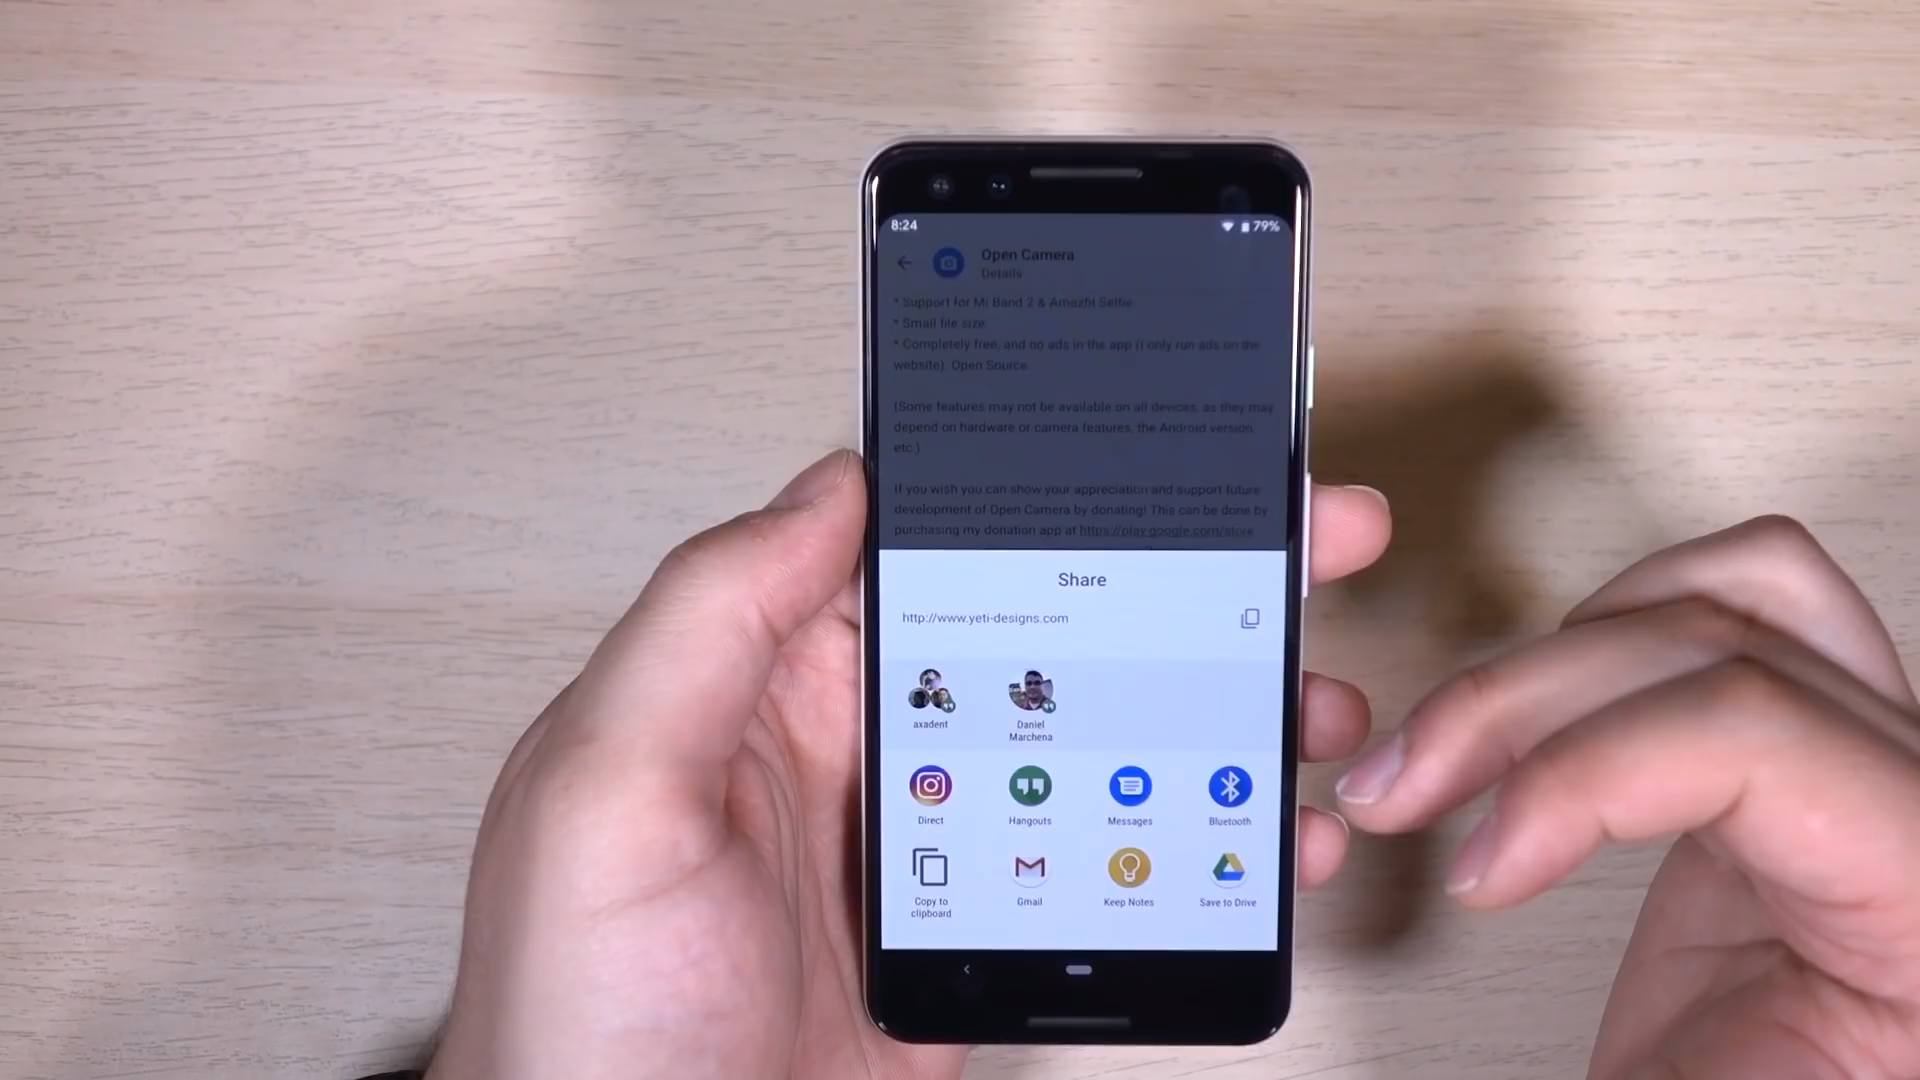 8:24
79%
Open Camera
Details
* Support for Mi Band 2 & Amazfit Selfie
* Small file size
* Completely free, and no ads in the app (I only run ads on the
website). Open Source.
(Some features may not be available on all devices, as they may
depend on hardware or camera features, the Android version,
etc.)
If you wish you can show your appreciation and support future
development of Open Camera by donating! This can be done by
purchasing my donation app at https://play.google.com/store
Share
http://www.yeti-designs.com
axadent
Daniel
Marchena
Direct
Hangouts
Messages
Bluetooth
Copy to
clipboard
Gmail
Keep Notes
Save to Drive